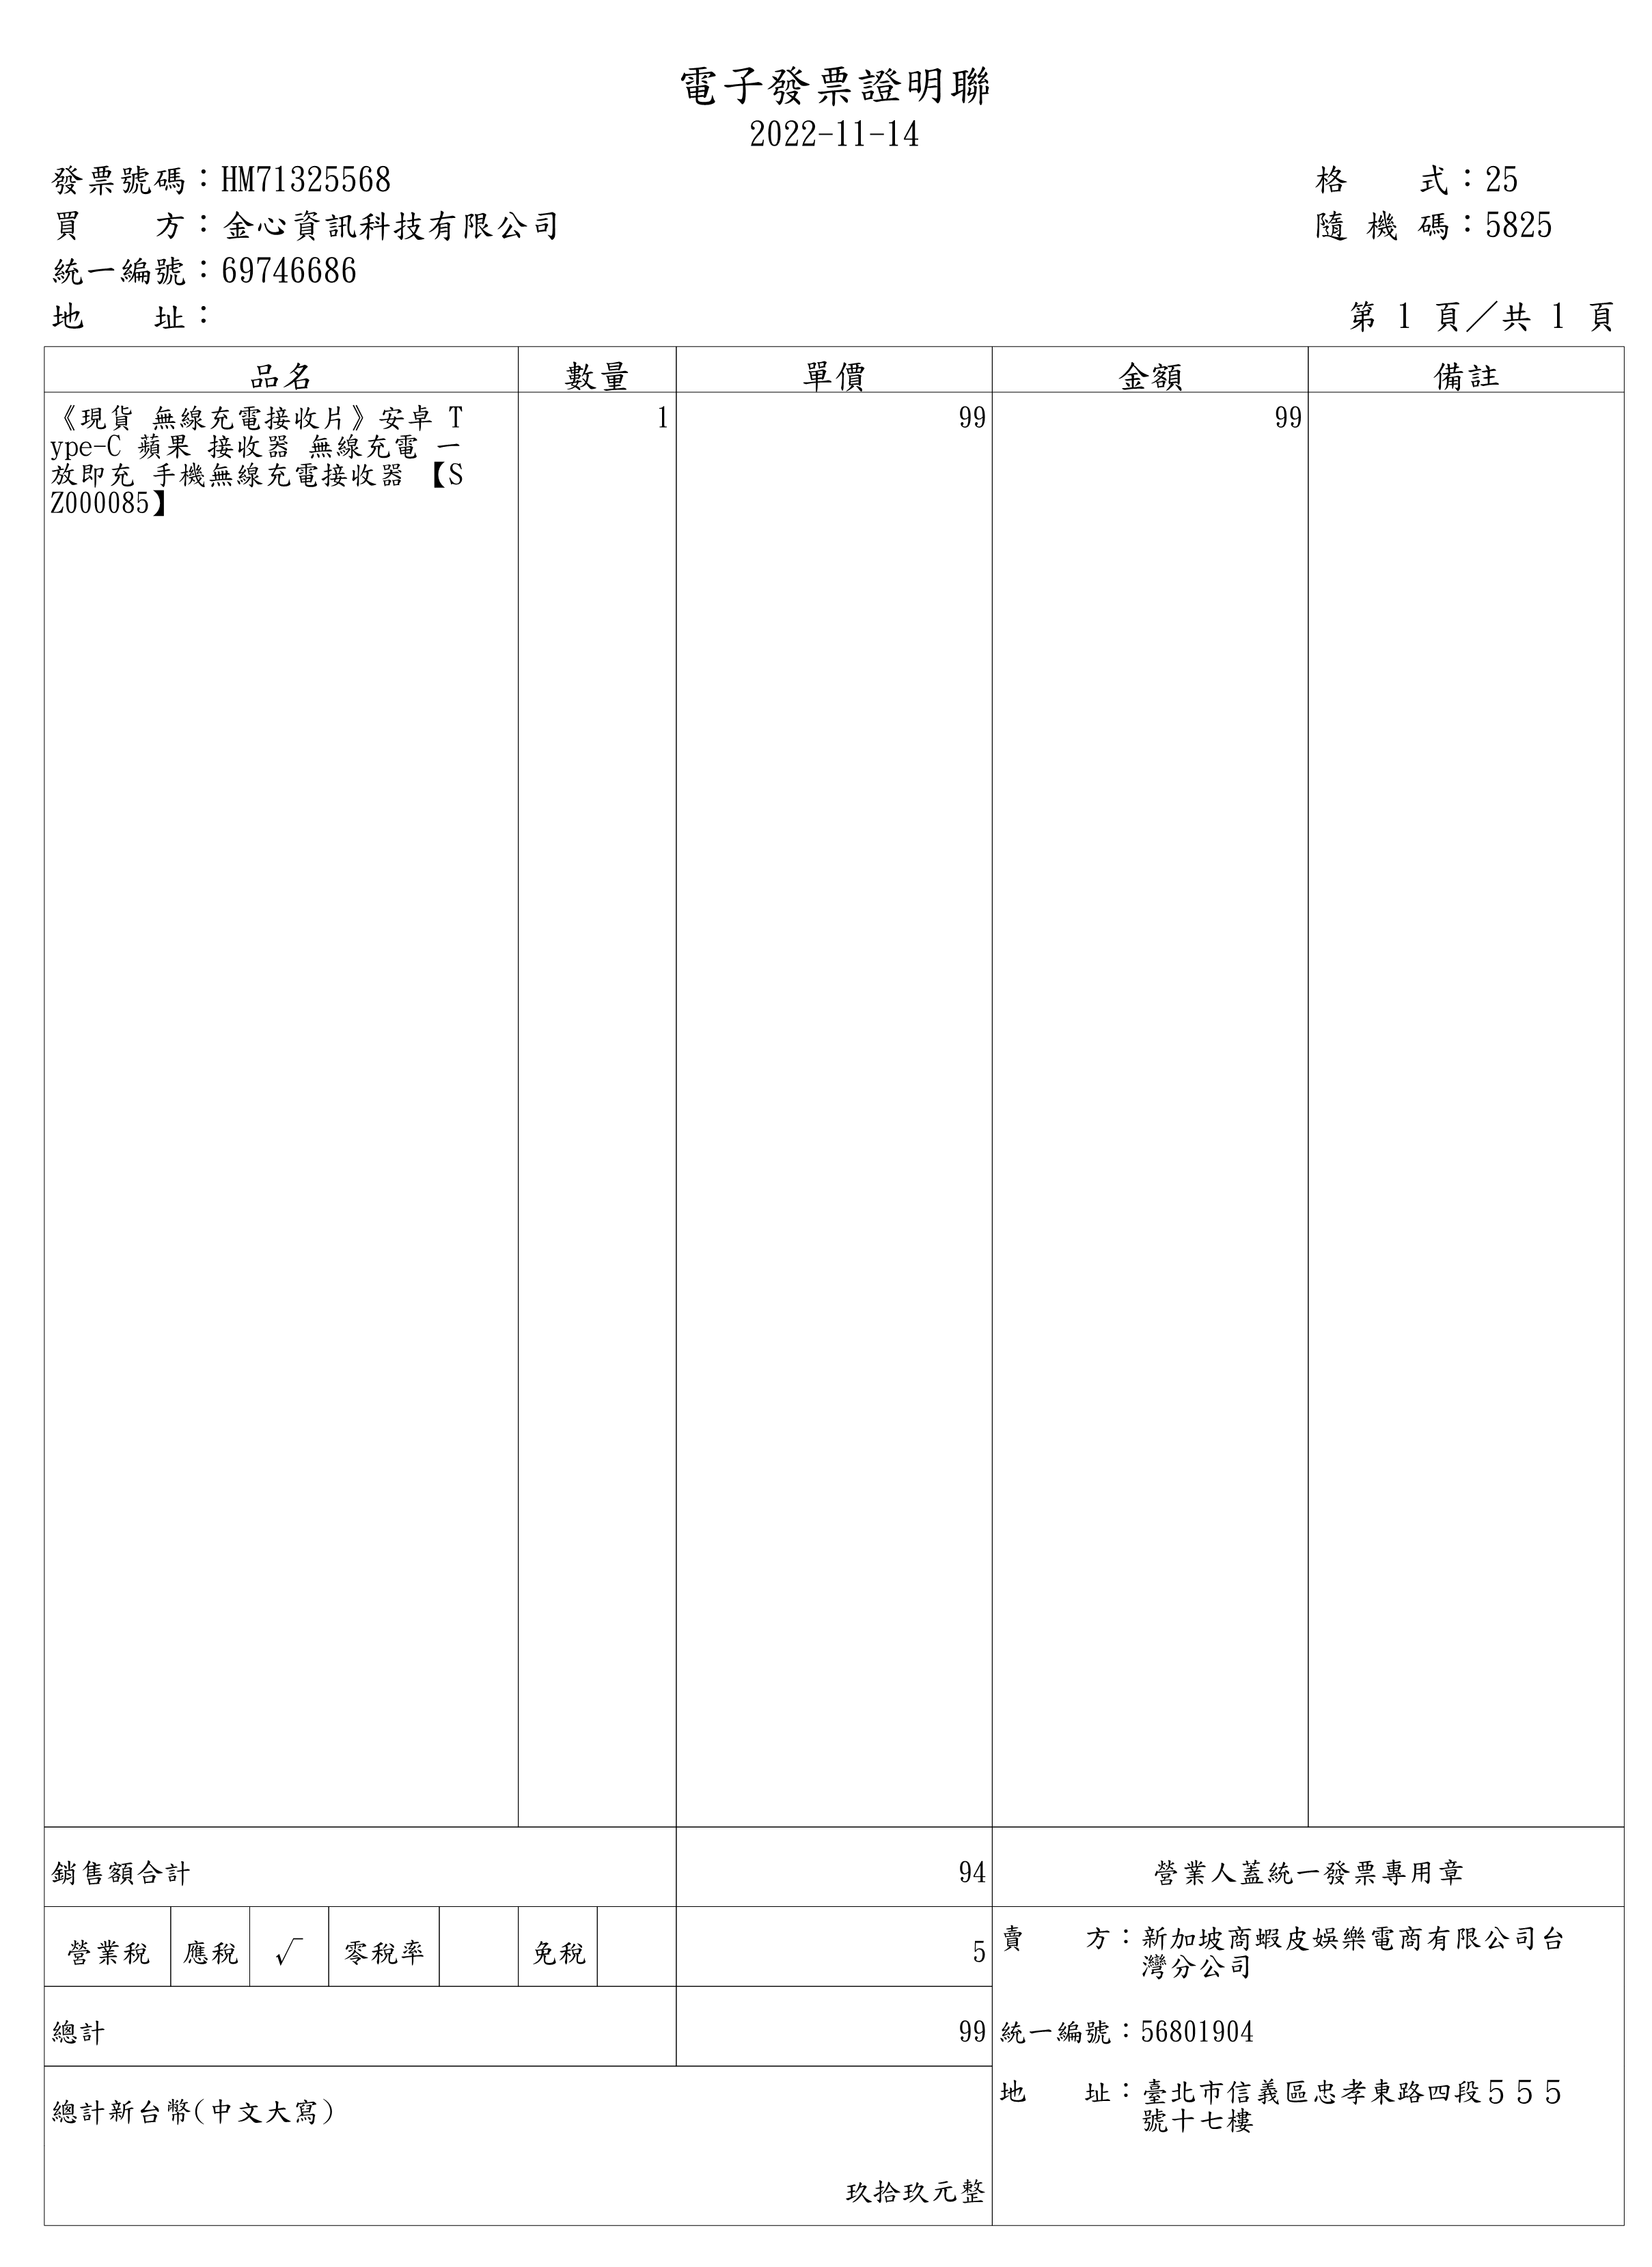 電子發票證明聯
2022-11-14
發票號碼：HM71325568
格　　式：25
買　　方：金心資訊科技有限公司
隨 機 碼：5825
統一編號：69746686
地　　址：
第 1 頁／共 1 頁
品名 數量 單價 金額 備註
《現貨 無線充電接收片》安卓 T 1 99 99
ype-C 蘋果 接收器 無線充電 一
放即充 手機無線充電接收器 【S
Z000085】
銷售額合計 94 營業人蓋統一發票專用章
營業稅 應稅 √ 零稅率 免稅 5
賣　　方：新加坡商蝦皮娛樂電商有限公司台
灣分公司
總計 99
統一編號：56801904
地　　址：臺北市信義區忠孝東路四段５５５
號十七樓
總計新台幣(中文大寫)
玖拾玖元整